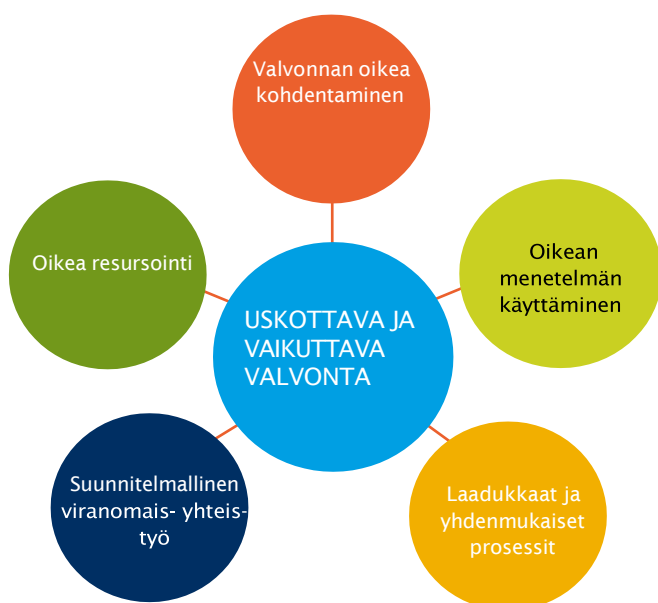 Valvonnan oikea
kohdentaminen
Oikea resursointi
Oikean
menetelmän
käyttäminen
USKOTTAVA JA
VAIKUTTAVA
VALVONTA
Suunnitelmallinen
viranomais- yhteis-
työ
Laadukkaat ja
yhdenmukaiset
prosessit